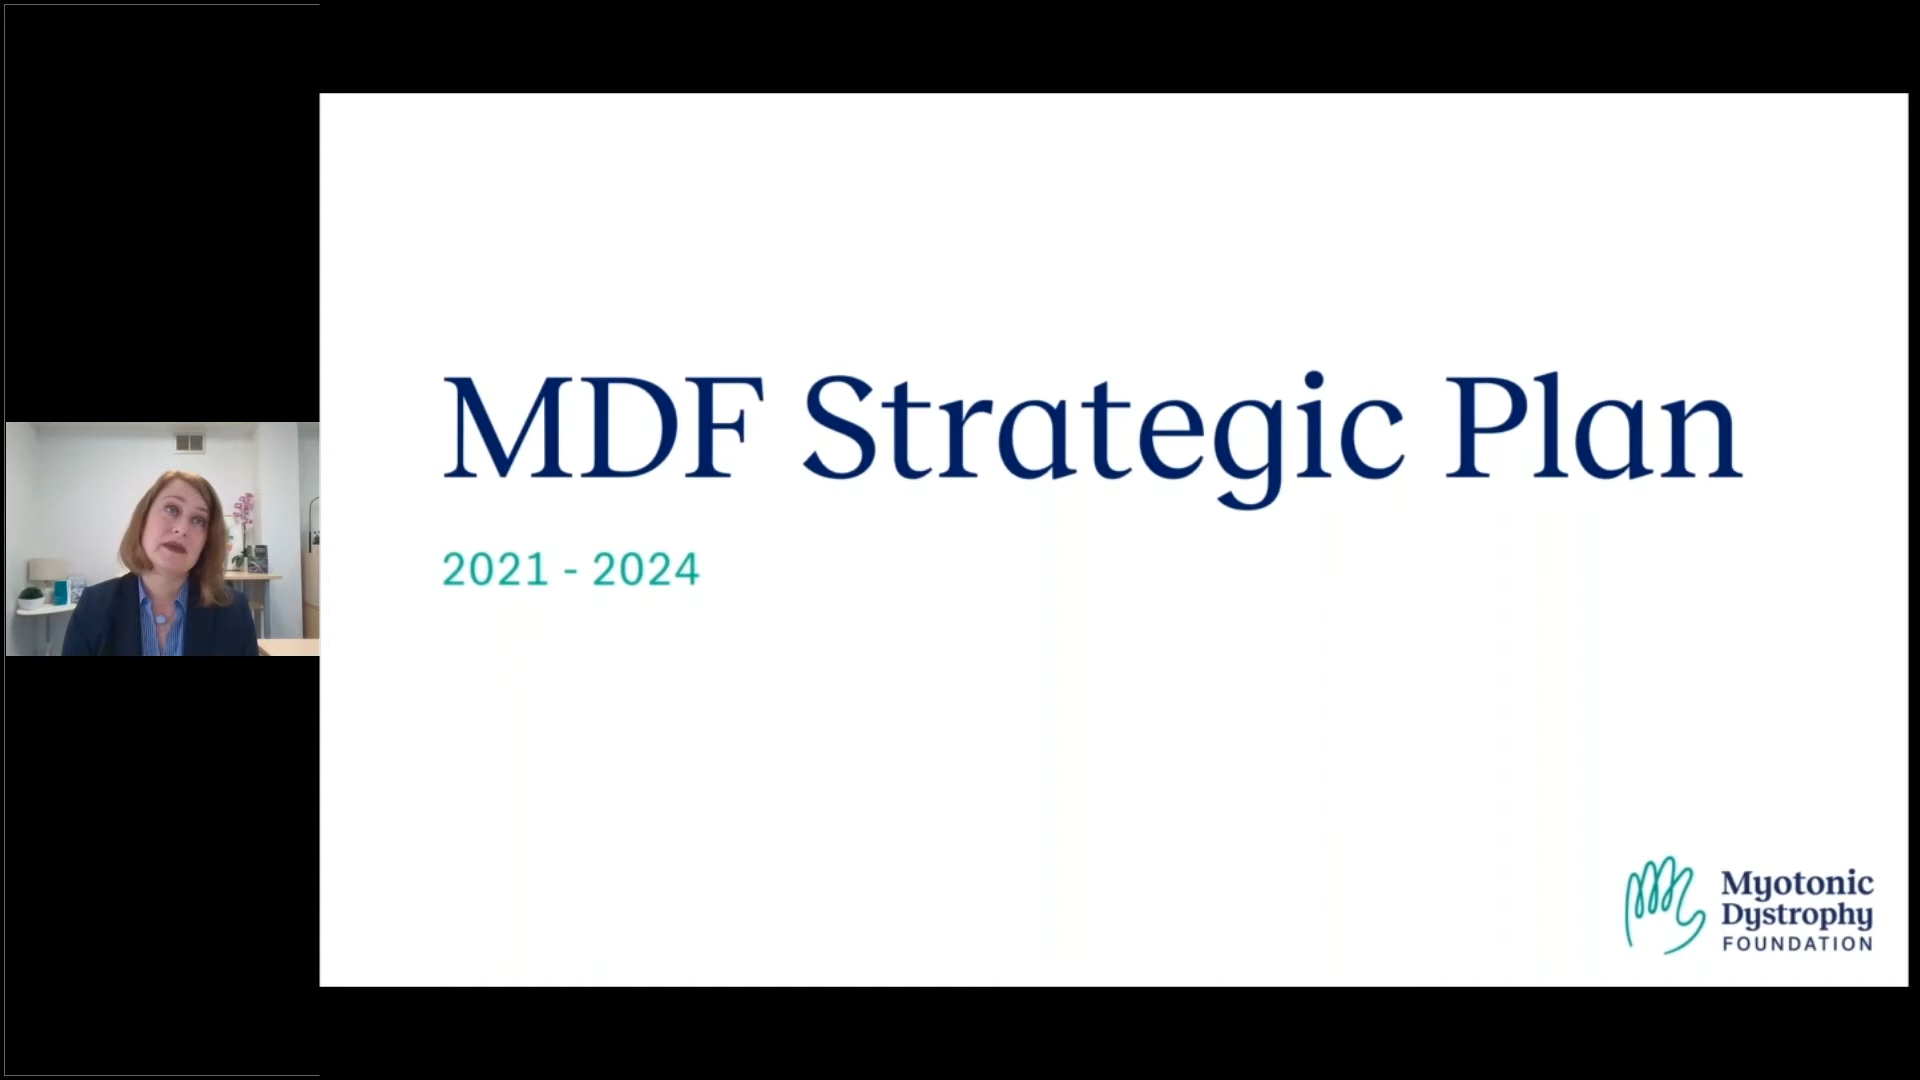 MDF Strategic Plan
2021 - 2024
Myotonic
Dystrophy
FOUNDATION